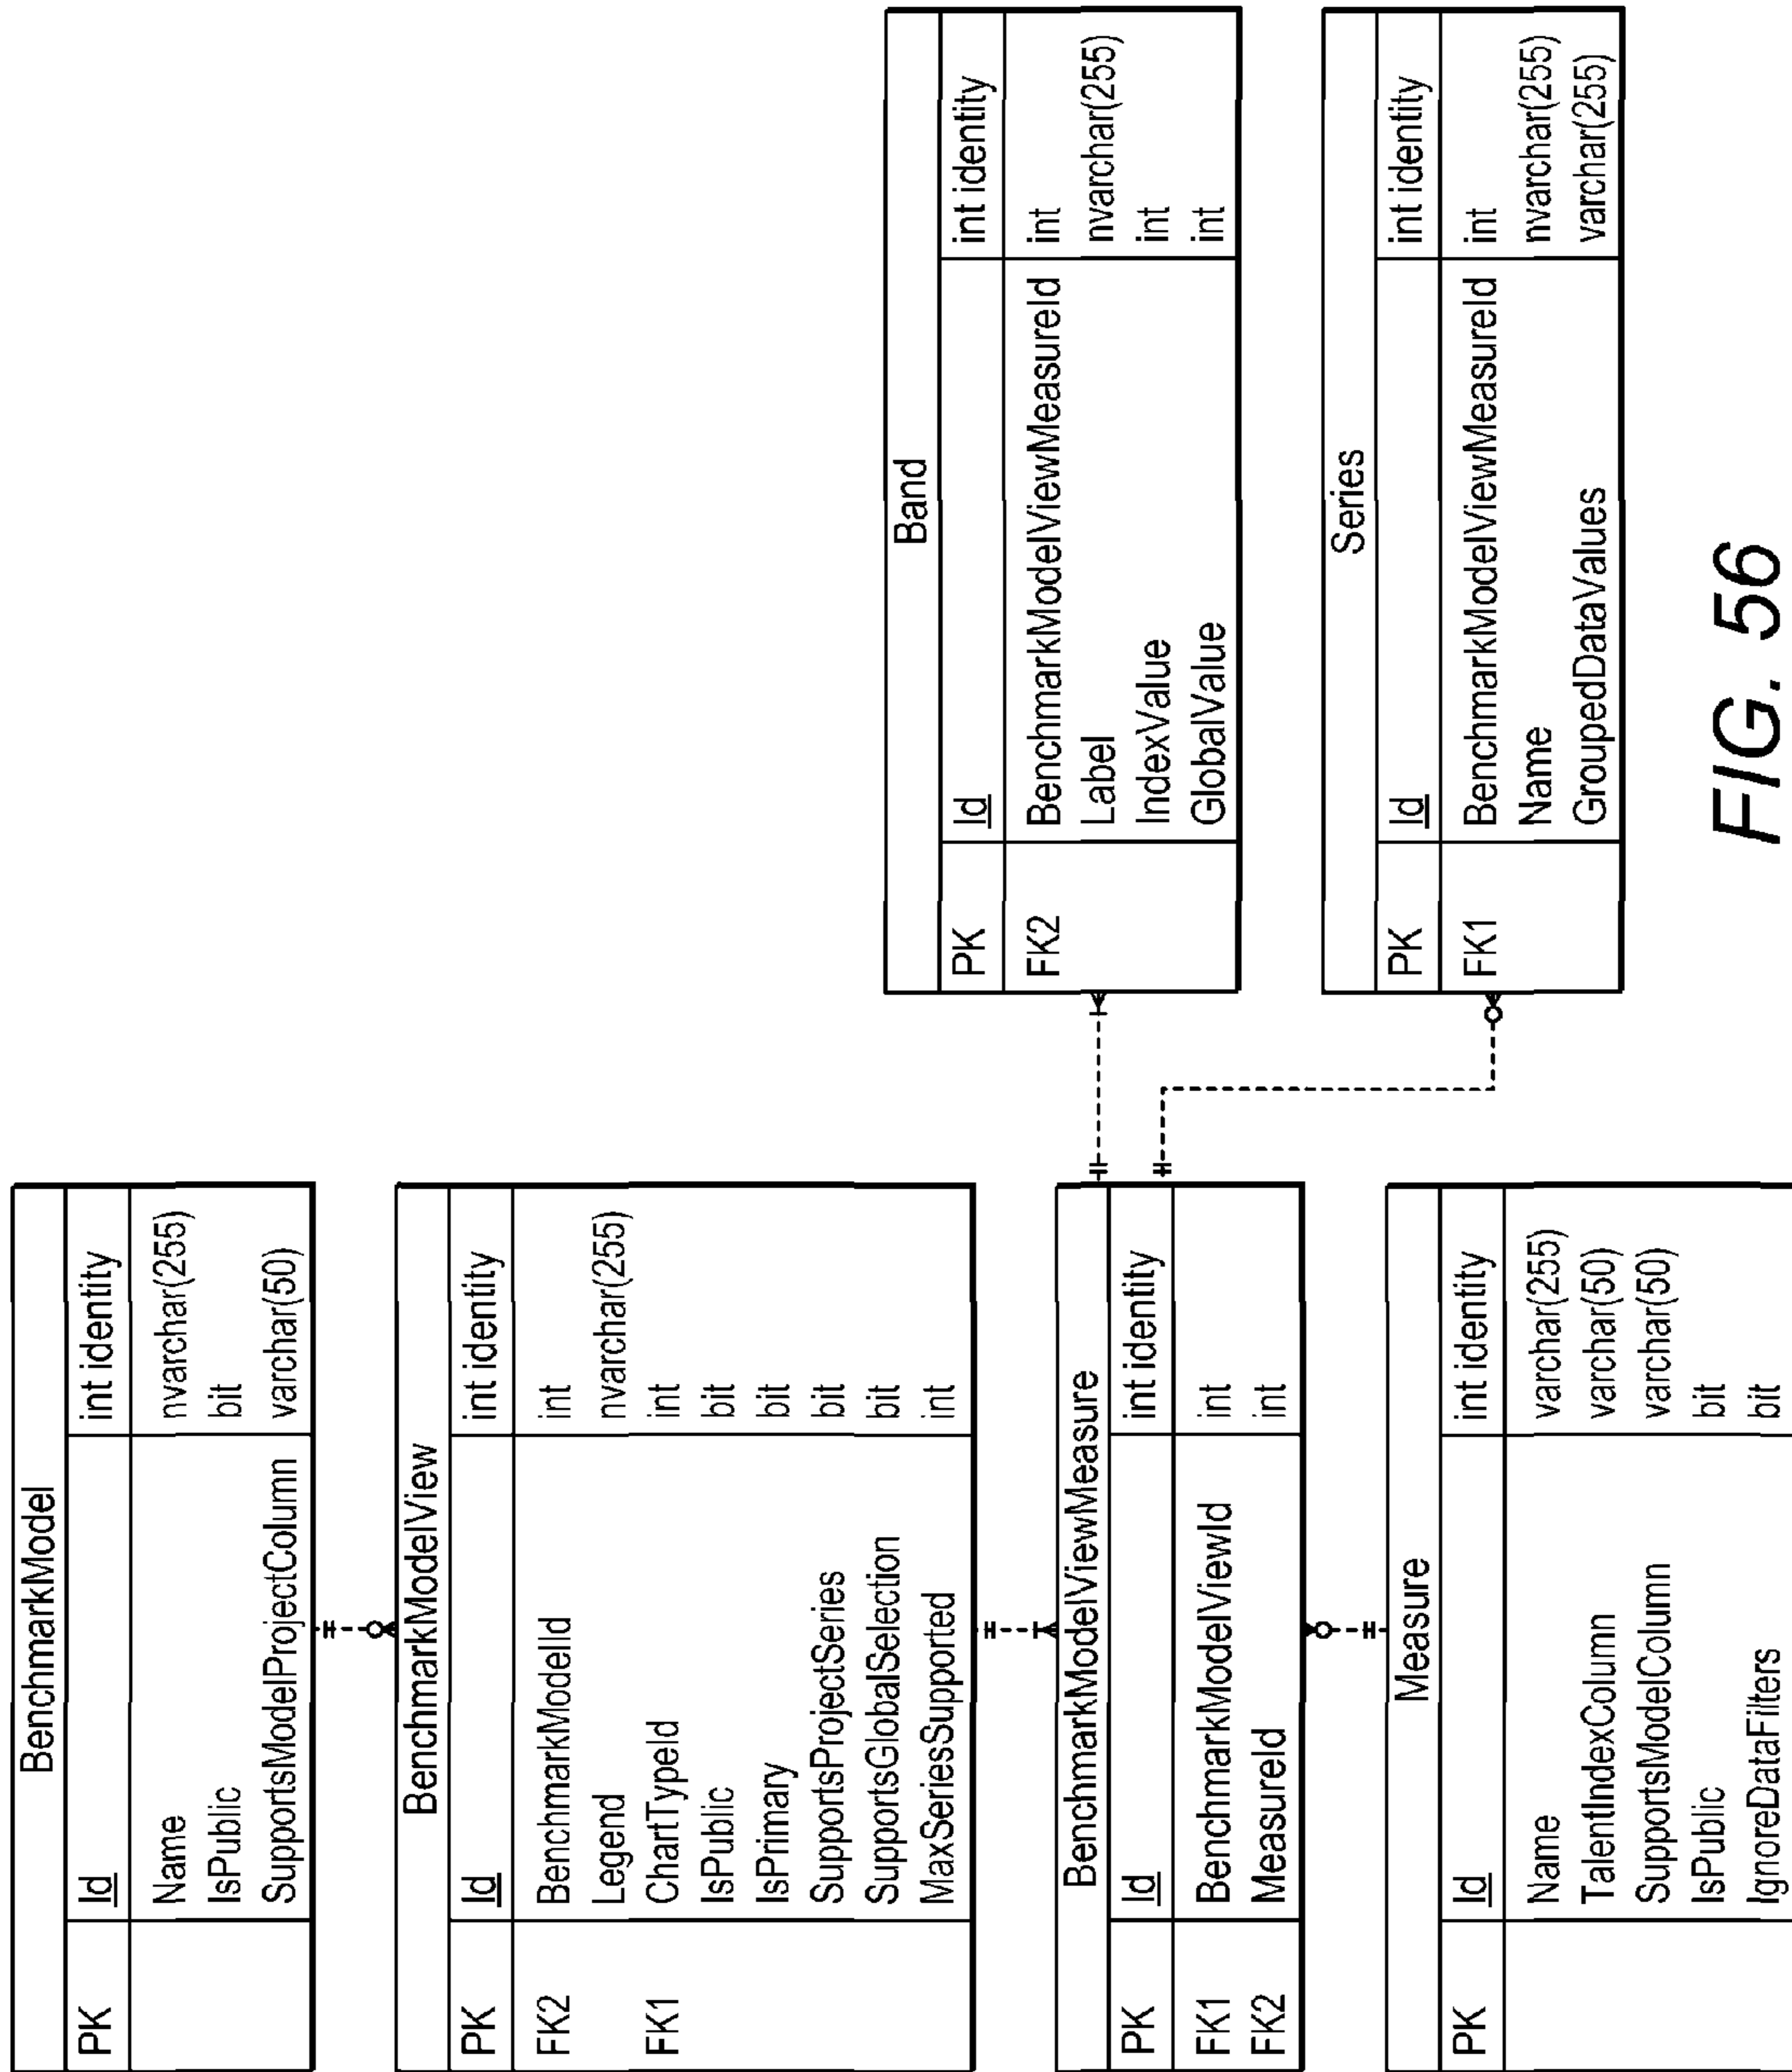 BenchmarkModel
PK Id int identity
Name nvarchar(255)
IsPublic bit
SupportsModelProjectColumn varchar(50)
BenchmarkModelView
PK Id int identity
FK2 BenchmarkModelId int
Legend nvarchar(255)
FK1 ChartTypeId int
IsPublic bit
IsPrimary bit
SupportsProjectSeries bit
SupportsGlobalSelection bit
MaxSeriesSupported int
BenchmarkModelViewMeasure
PK Id int identity
FK1 BenchmarkModelViewId int
FK2 MeasureId int
Measure
PK Id int identity
Name varchar(255)
TalentIndexColumn varchar(50)
SupportsModelColumn varchar(50)
IsPublic bit
IgnoreDataFilters bit
Band
PK Id int identity
FK2 BenchmarkModelViewMeasureId int
Label nvarchar(255)
IndexValue int
GlobalValue int
Series
PK Id int identity
FK1 BenchmarkModelViewMeasureId int
Name nvarchar(255)
GroupedDataValues varchar(255)
FIG. 56